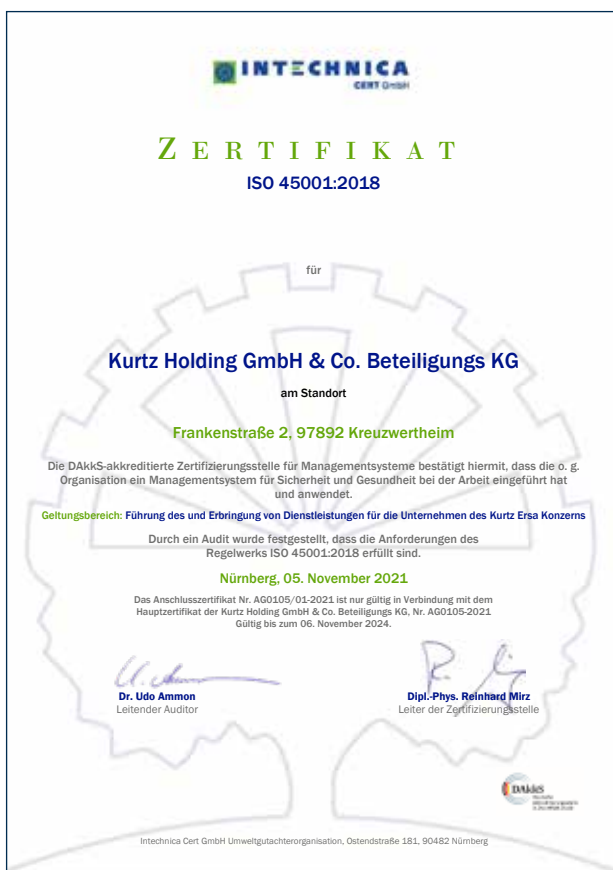 INTECHNICA
CERT GmbH
ZERTIFIKAT
ISO 45001:2018
für
Kurtz Holding GmbH & Co. Beteiligungs KG
am Standort
Frankenstraße 2, 97892 Kreuzwertheim
Die DAkkS-akkreditierte Zertifizierungsstelle für Managementsysteme bestätigt hiermit, dass die o. g.
Organisation ein Managementsystem für Sicherheit und Gesundheit bei der Arbeit eingeführt hat
und anwendet.
Geltungsbereich: Führung des und Erbringung von Dienstleistungen für die Unternehmen des Kurtz Ersa Konzerns
Durch ein Audit wurde festgestellt, dass die Anforderungen des
Regelwerks ISO 45001:2018 erfüllt sind.
Nürnberg, 05. November 2021
Das Anschlusszertifikat Nr. AG0105/01-2021 ist nur gültig in Verbindung mit dem
Hauptzertifikat der Kurtz Holding GmbH & Co. Beteiligungs KG, Nr. AG0105-2021
Gültig bis zum 06. November 2024.
Dr. Udo Ammon
Leitender Auditor
Dipl.-Phys. Reinhard Mirz
Leiter der Zertifizierungsstelle
DAkkS
Intechnica Cert GmbH Umweltgutachterorganisation, Ostendstraße 181, 90482 Nürnberg